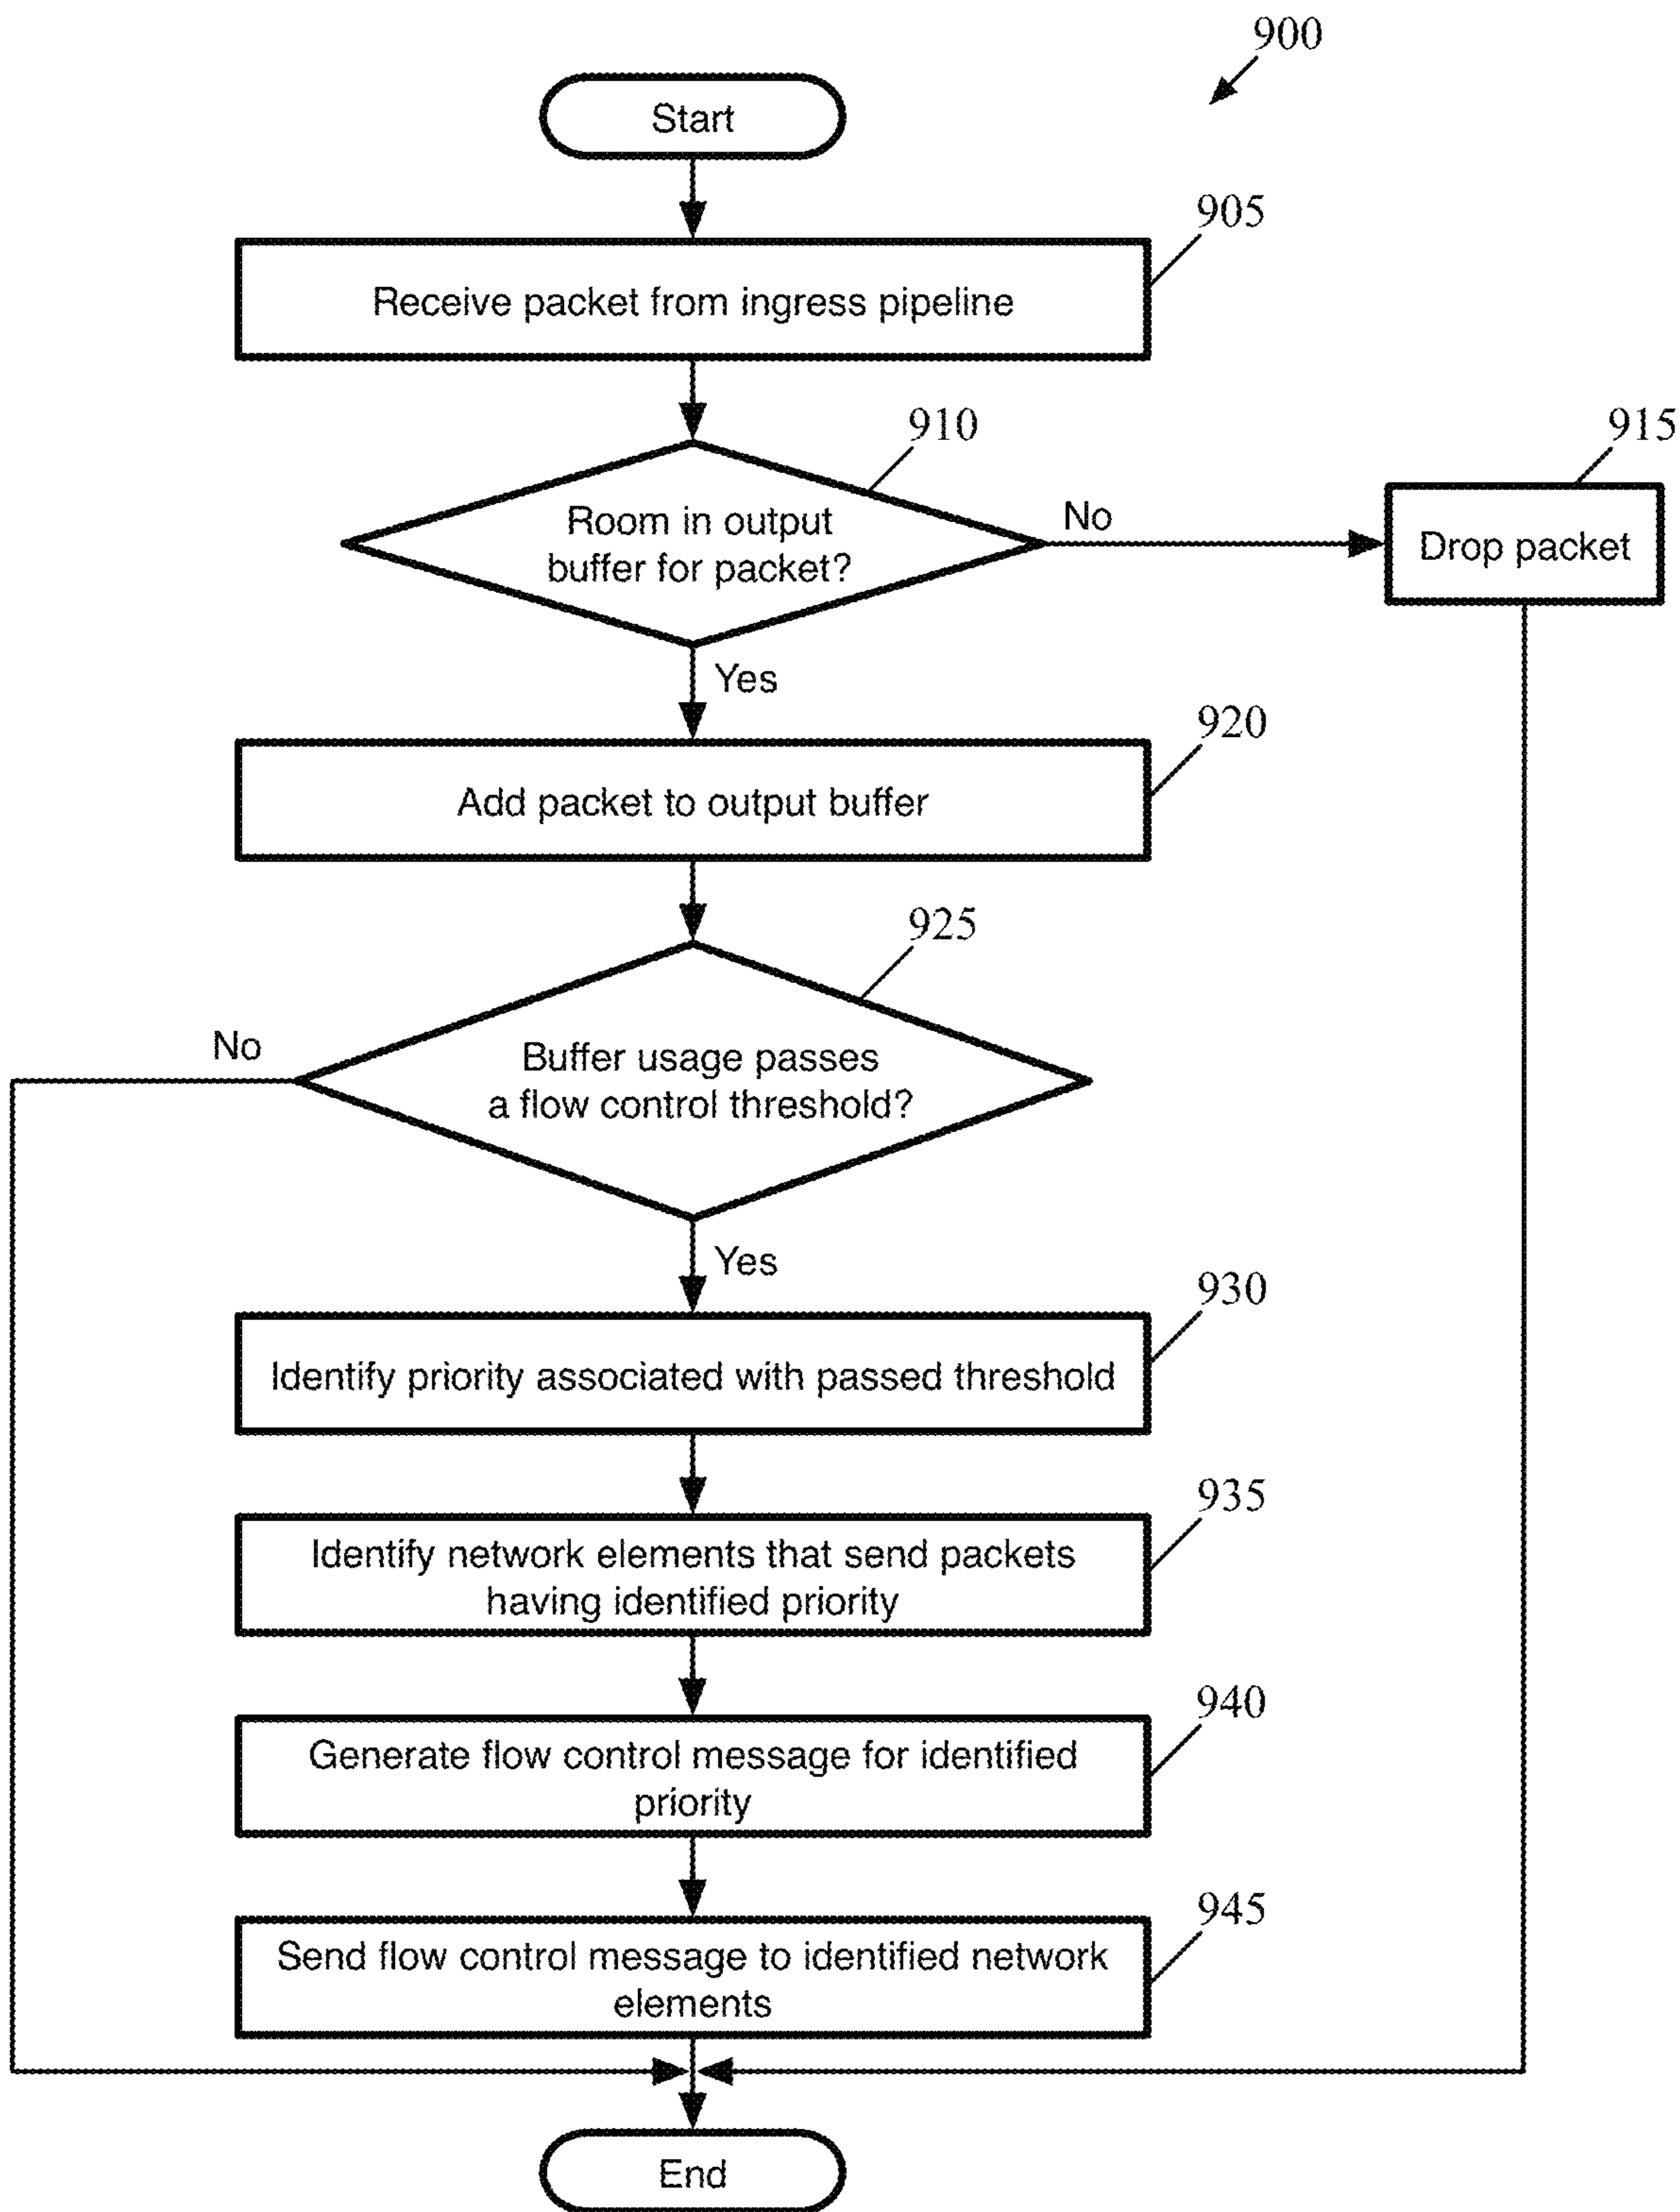 900
Start
905
Receive packet from ingress pipeline
910
915
Room in output
buffer for packet?
No
Drop packet
Yes
920
Add packet to output buffer
925
No
Buffer usage passes
a flow control threshold?
Yes
930
Identify priority associated with passed threshold
935
Identify network elements that send packets
having identified priority
940
Generate flow control message for identified
priority
945
Send flow control message to identified network
elements
End